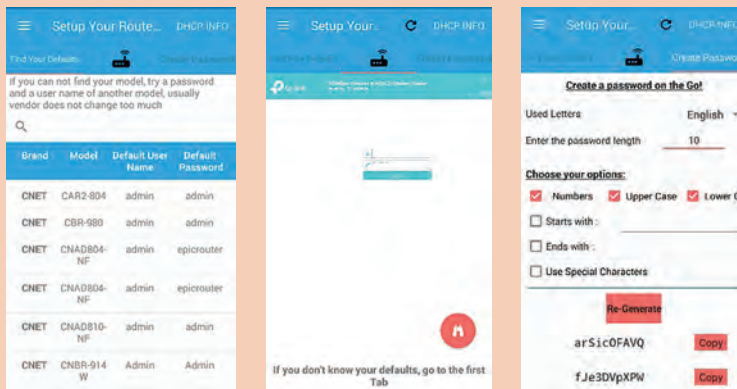 Setup Your Route... DHCP INFO
Find Your Defaults
If you can not find your model, try a password
and a user name of another model, usually
vendor does not change too much
Brand Model Default User Name Default Password
CNET CAR2-804 admin admin
CNET CBR-980 admin admin
CNET CNAD804-NF admin epicrouter
CNET CNAD804-NF admin epicrouter
CNET CNAD810-NF admin admin
CNET CNBR-914W Admin Admin
Setup Your... DHCP INFO
If you don't know your defaults, go to the first
Tab
Setup Your... DHCP INFO
Create Passwo
Create a password on the Go!
Used Letters English
Enter the password length 10
Choose your options:
Numbers Upper Case Lower C
Starts with :
Ends with :
Use Special Characters
Re-Generate
arSicOFAVQ Copy
fJe3DVpXPW Copy